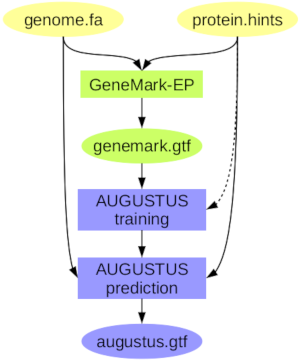 genome.fa
protein.hints
GeneMark-EP
genemark.gtf
AUGUSTUS
training
AUGUSTUS
prediction
augustus.gtf